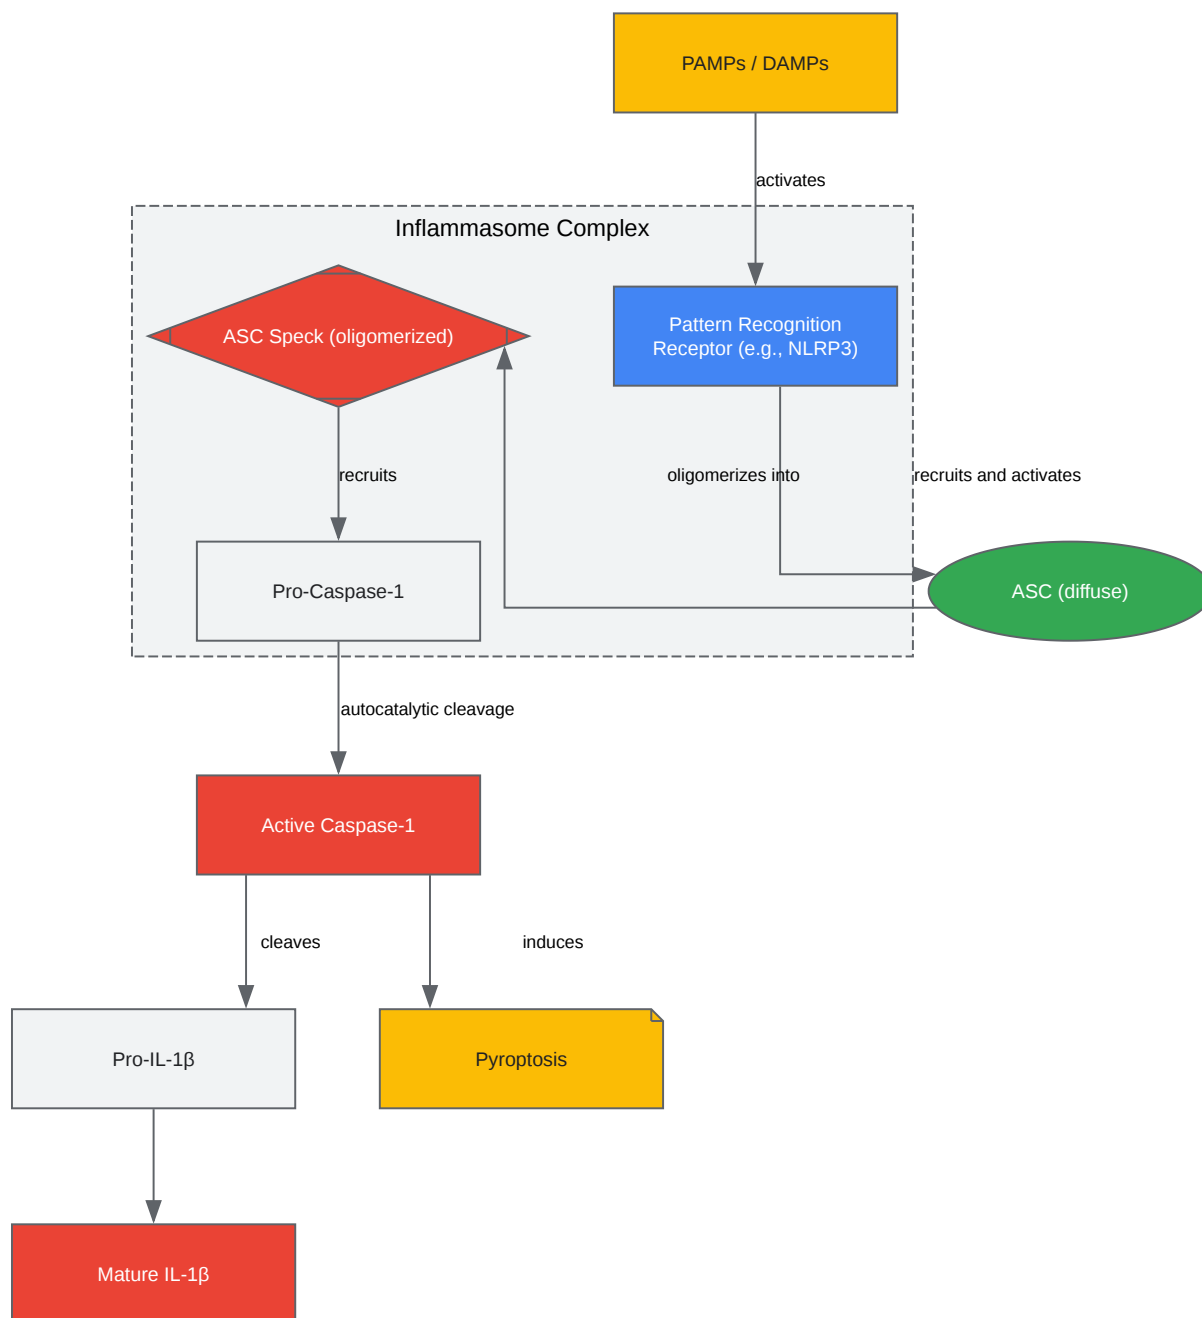 PAMPs / DAMPs
activates
Inflammasome Complex
ASC Speck (oligomerized)
Pattern Recognition
Receptor (e.g., NLRP3)
recruits
oligomerizes into
recruits and activates
Pro-Caspase-1
ASC (diffuse)
autocatalytic cleavage
Active Caspase-1
cleaves
induces
Pro-IL-1β
Pyroptosis
Mature IL-1β